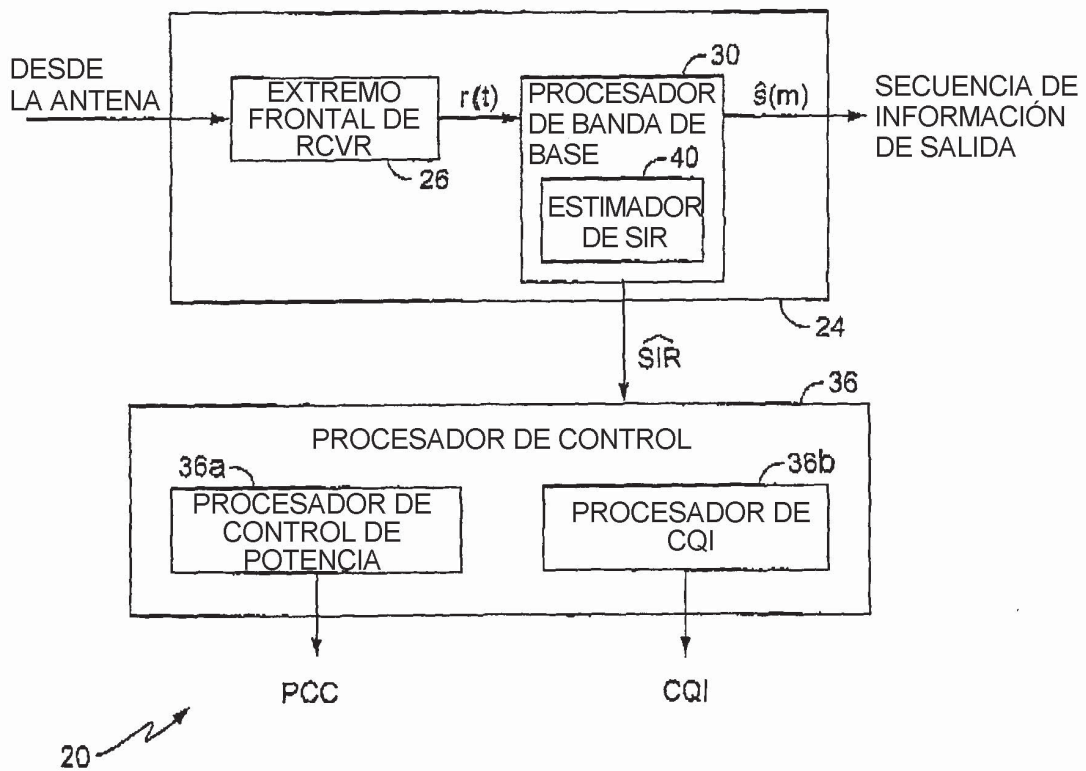 DESDE
LA ANTENA
EXTREMO
FRONTAL DE
RCVR
26
r(t)
30
PROCESADOR
DE BANDA DE
BASE
40
ESTIMADOR
DE SIR
ŝ(m)
SECUENCIA DE
INFORMACIÓN
DE SALIDA
24
SIR
36
PROCESADOR DE CONTROL
36a
PROCESADOR DE
CONTROL DE
POTENCIA
36b
PROCESADOR DE
CQI
PCC
CQI
20